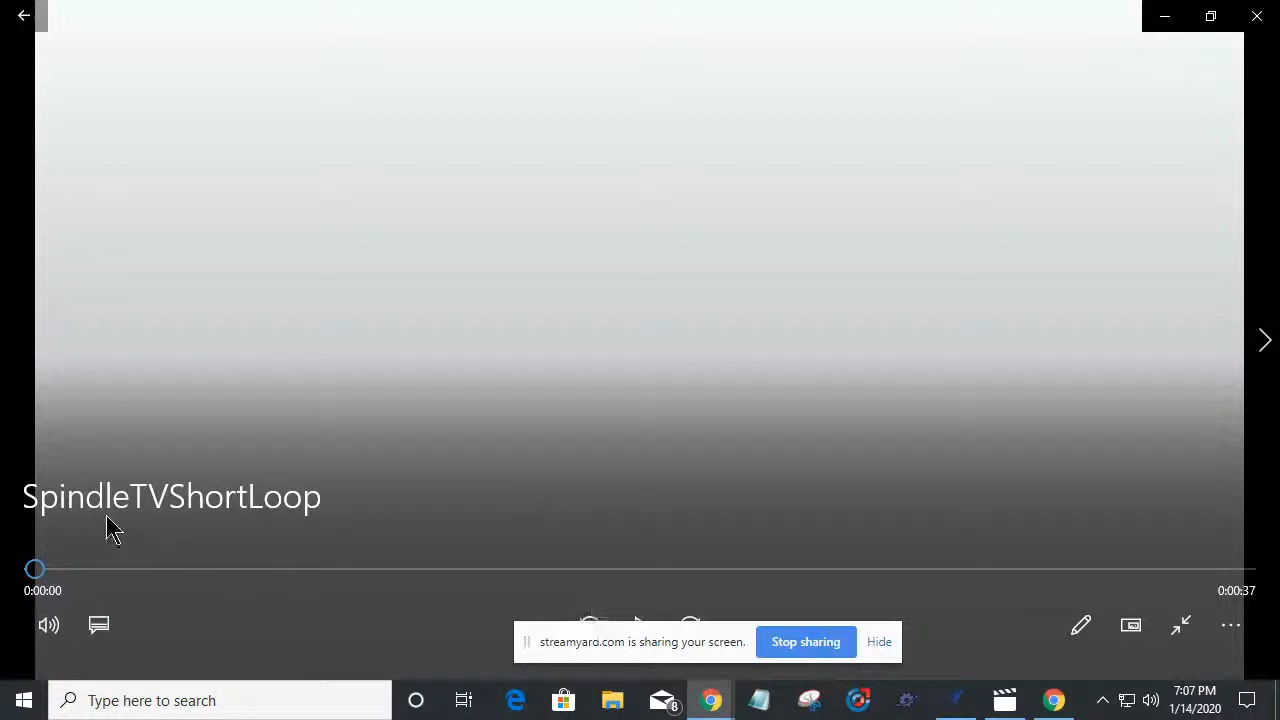 SpindleTVShortLoop
0:00:00
0:00:37
streamyard.com is sharing your screen.
Stop sharing
Hide
Type here to search
8
7:07 PM
1/14/2020